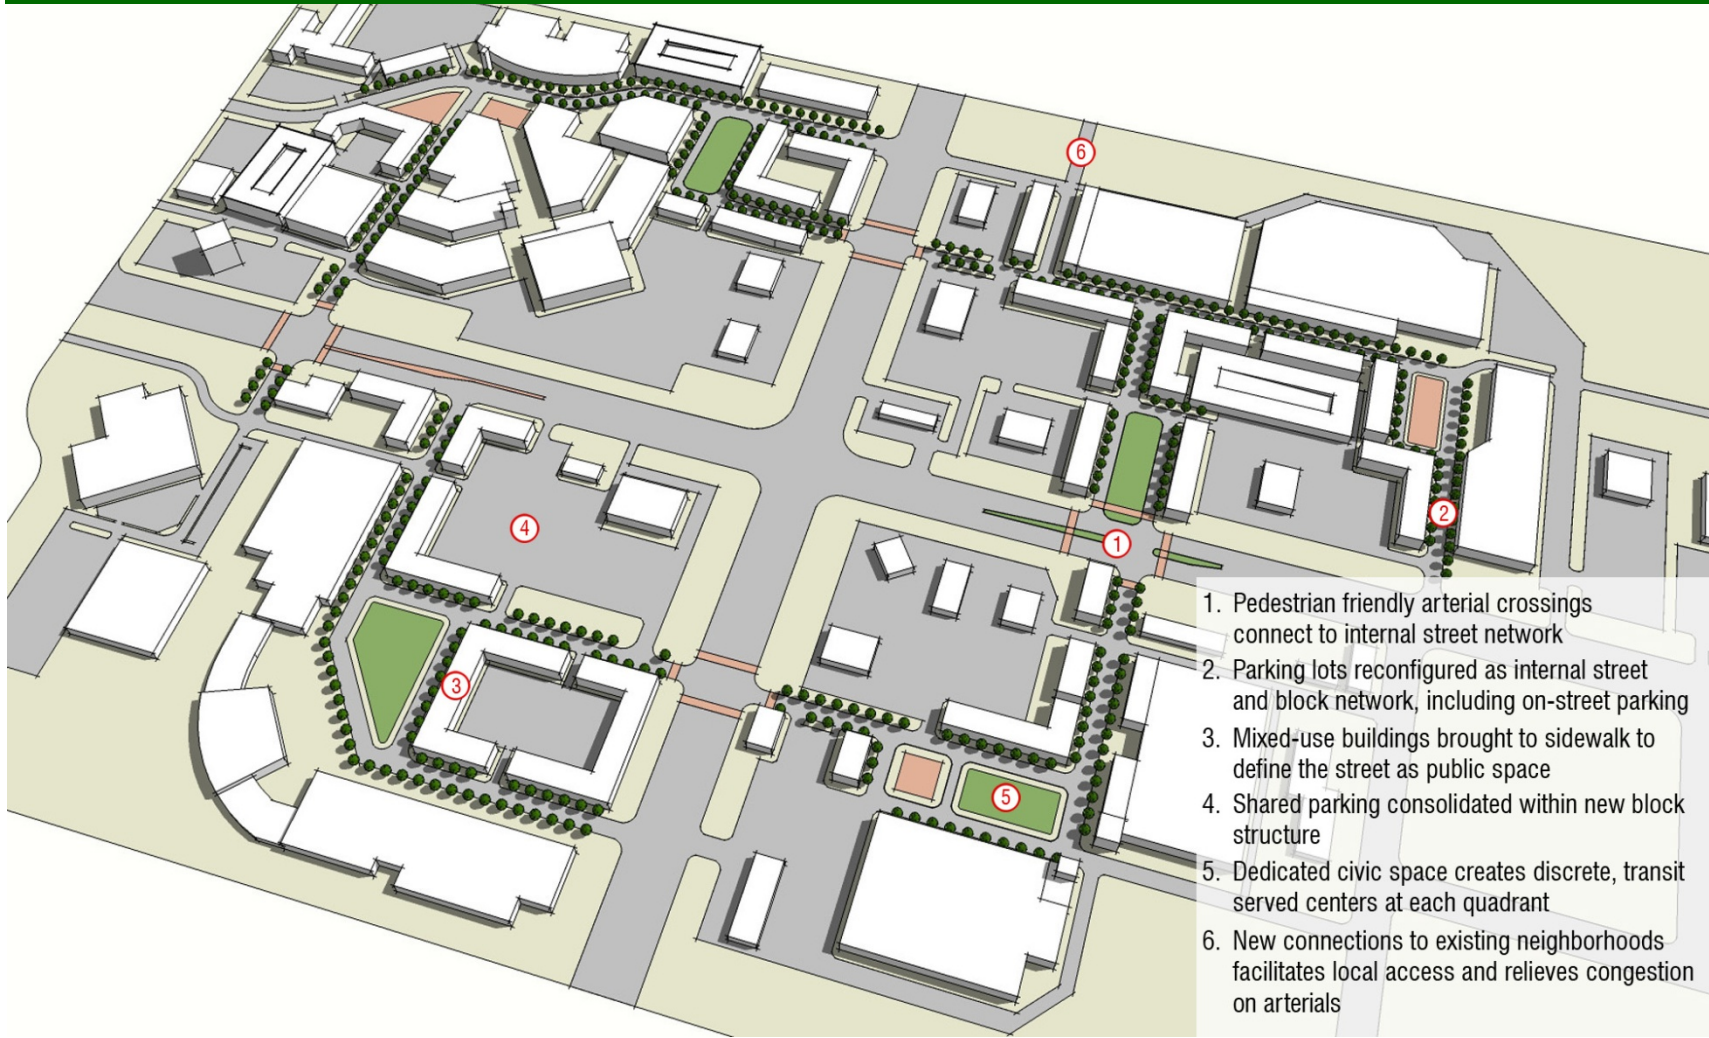 6
2
4
1
3
5
1. Pedestrian friendly arterial crossings
connect to internal street network
2. Parking lots reconfigured as internal street
and block network, including on-street parking
3. Mixed-use buildings brought to sidewalk to
define the street as public space
4. Shared parking consolidated within new block
structure
5. Dedicated civic space creates discrete, transit
served centers at each quadrant
6. New connections to existing neighborhoods
facilitates local access and relieves congestion
on arterials